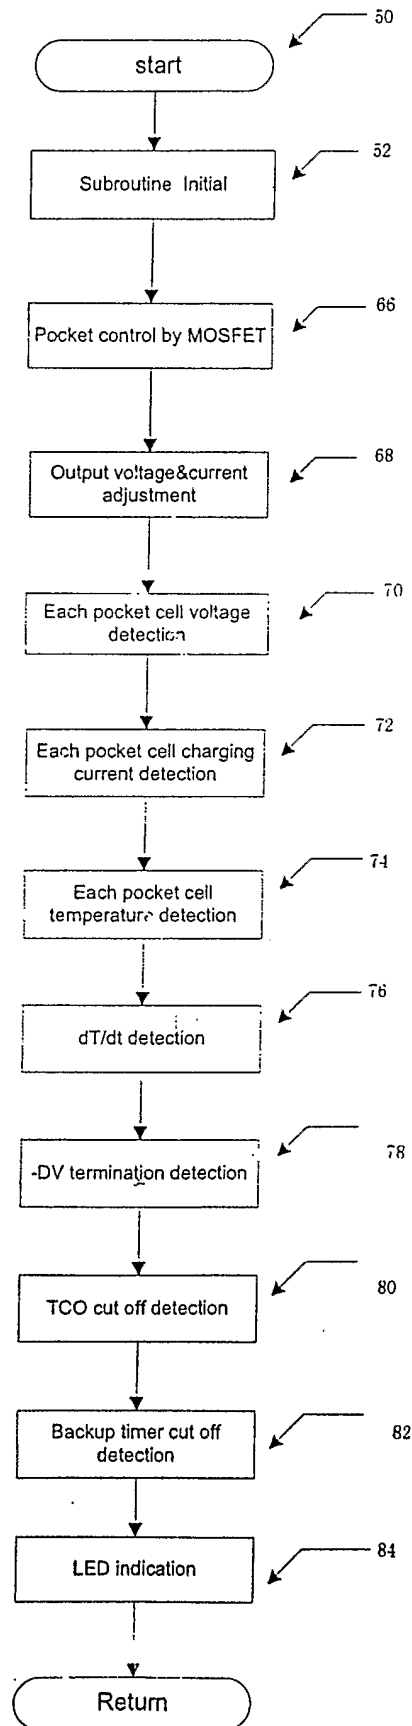 50
start
52
Subroutine Initial
66
Pocket control by MOSFET
68
Output voltage&current
adjustment
70
Each pocket cell voltage
detection
72
Each pocket cell charging
current detection
74
Each pocket cell
temperature detection
76
dT/dt detection
78
-DV termination detection
80
TCO cut off detection
82
Backup timer cut off
detection
84
LED indication
Return